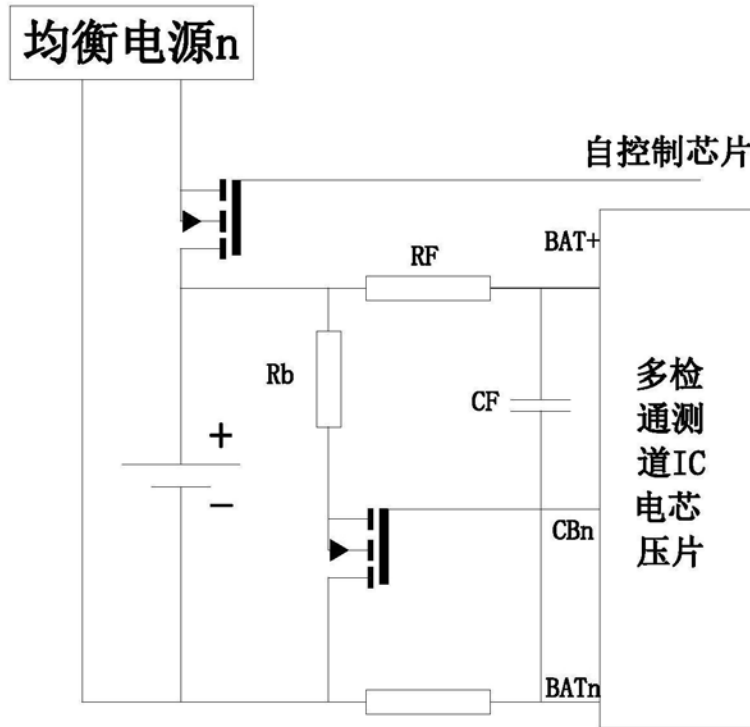 均衡电源n
自控制芯片
BAT+
RF
Rb
CF
多检
通测
道IC
电芯
压片
+
−
CBn
BATn